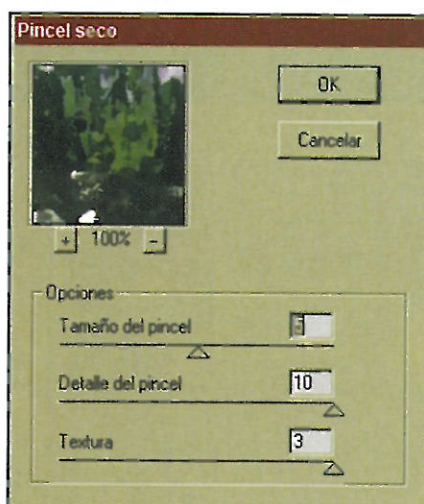 Pincel seco
OK
Cancelar
+ 100% -
Opciones
Tamaño del pincel
Detalle del pincel 10
Textura 3